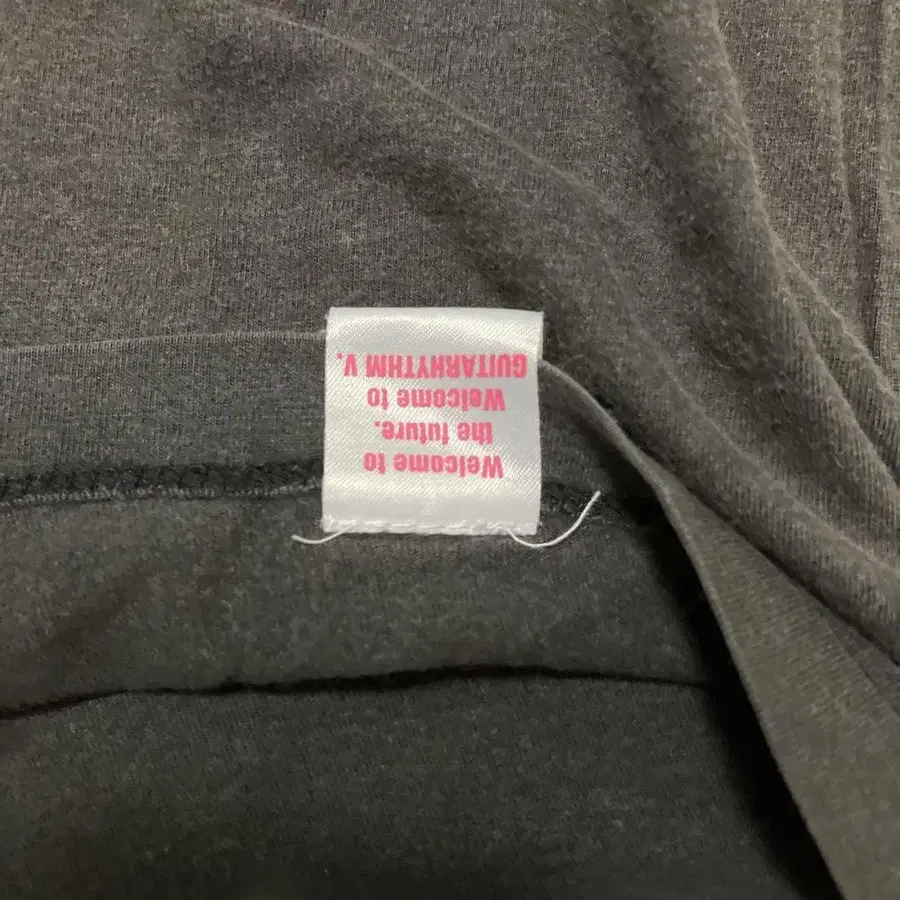 Welcome to
the future.
Welcome to
GUITARHYTHM V.